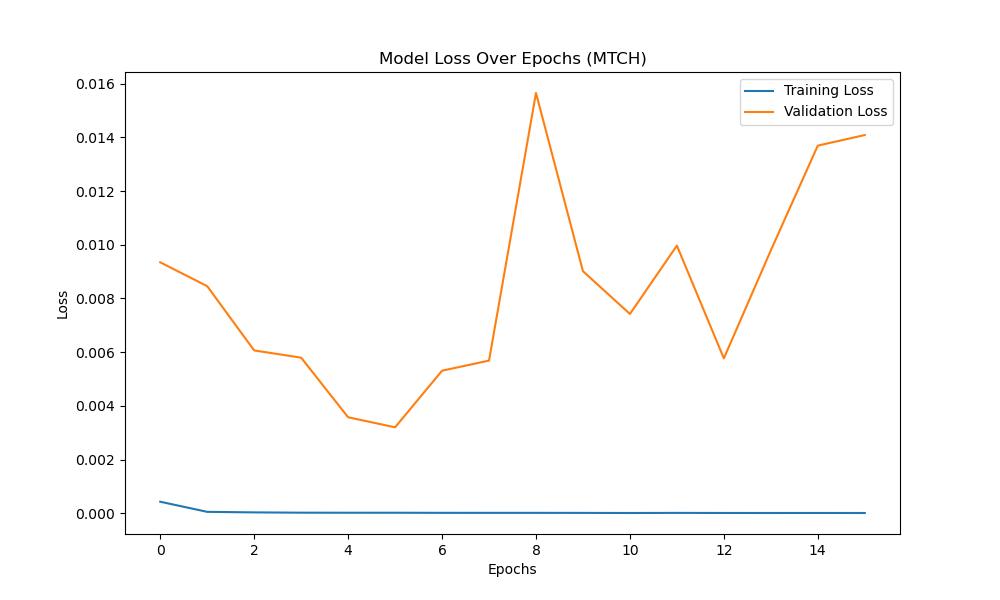 Model Loss Over Epochs (MTCH)
Training Loss
Validation Loss
0.016
0.014
0.012
0.010
0.008
0.006
0.004
0.002
0.000
Loss
0 2 4 6 8 10 12 14
Epochs